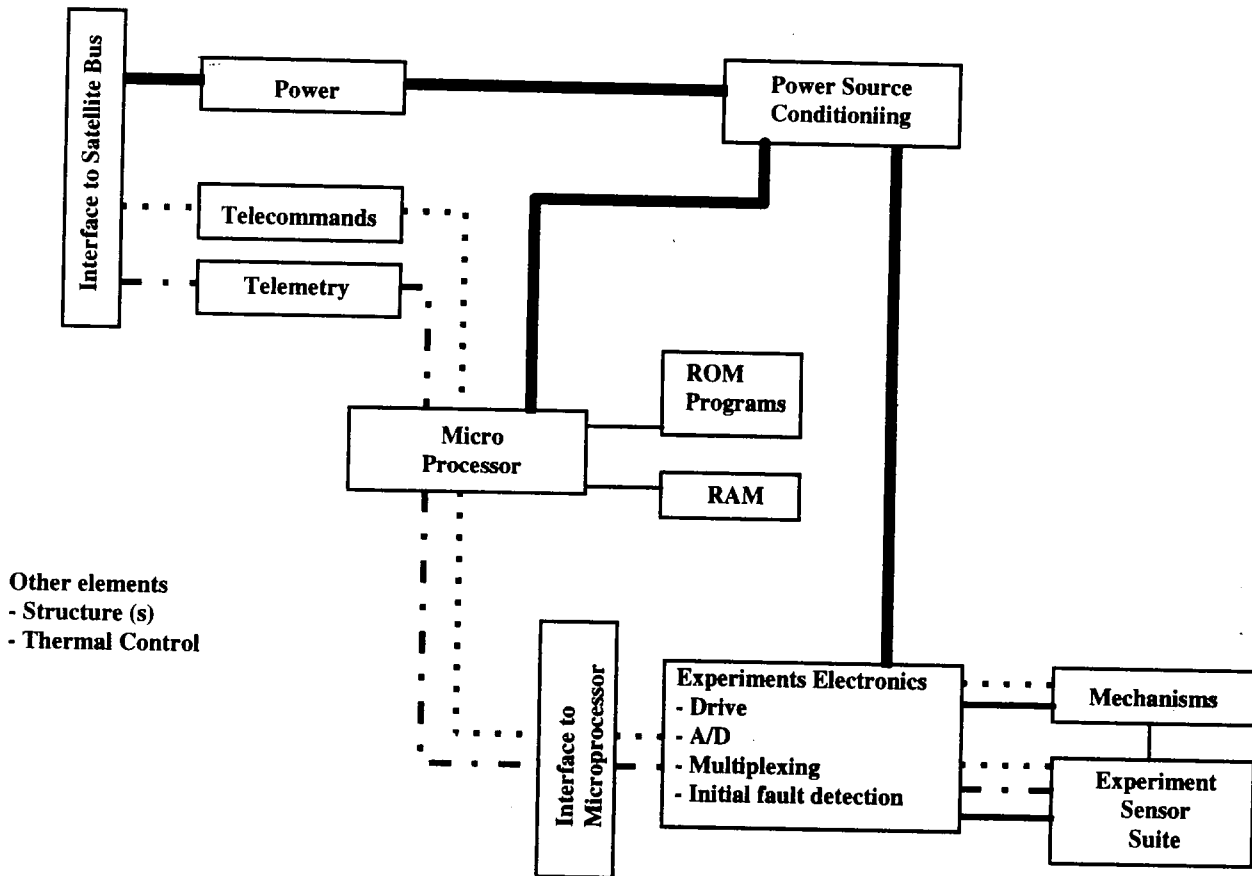 Interface to Satellite Bus
Power
Power Source
Conditioniing
Telecommands
Telemetry
ROM
Programs
Micro
Processor
RAM
Other elements
- Structure (s)
- Thermal Control
Interface to
Microprocessor
Experiments Electronics
- Drive
- A/D
- Multiplexing
- Initial fault detection
Mechanisms
Experiment
Sensor
Suite